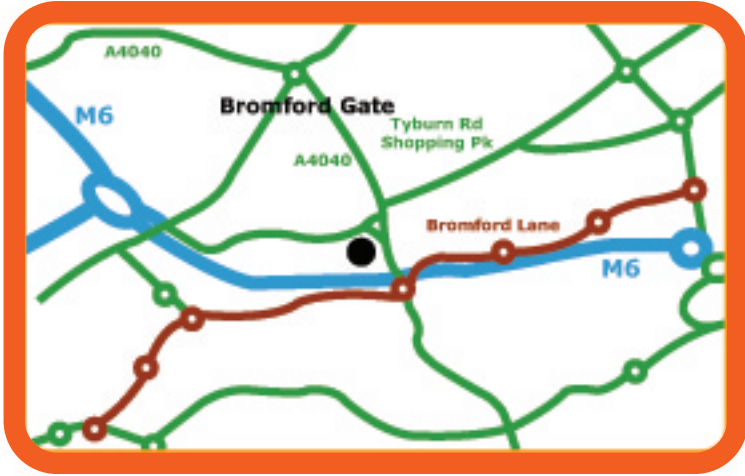 A4040
M6
Bromford Gate
Tyburn Rd
Shopping Pk
A4040
Bromford Lane
M6